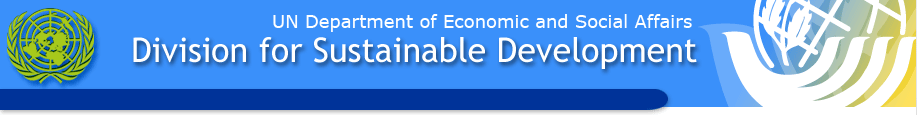 UN Department of Economic and Social Affairs
Division for Sustainable Development